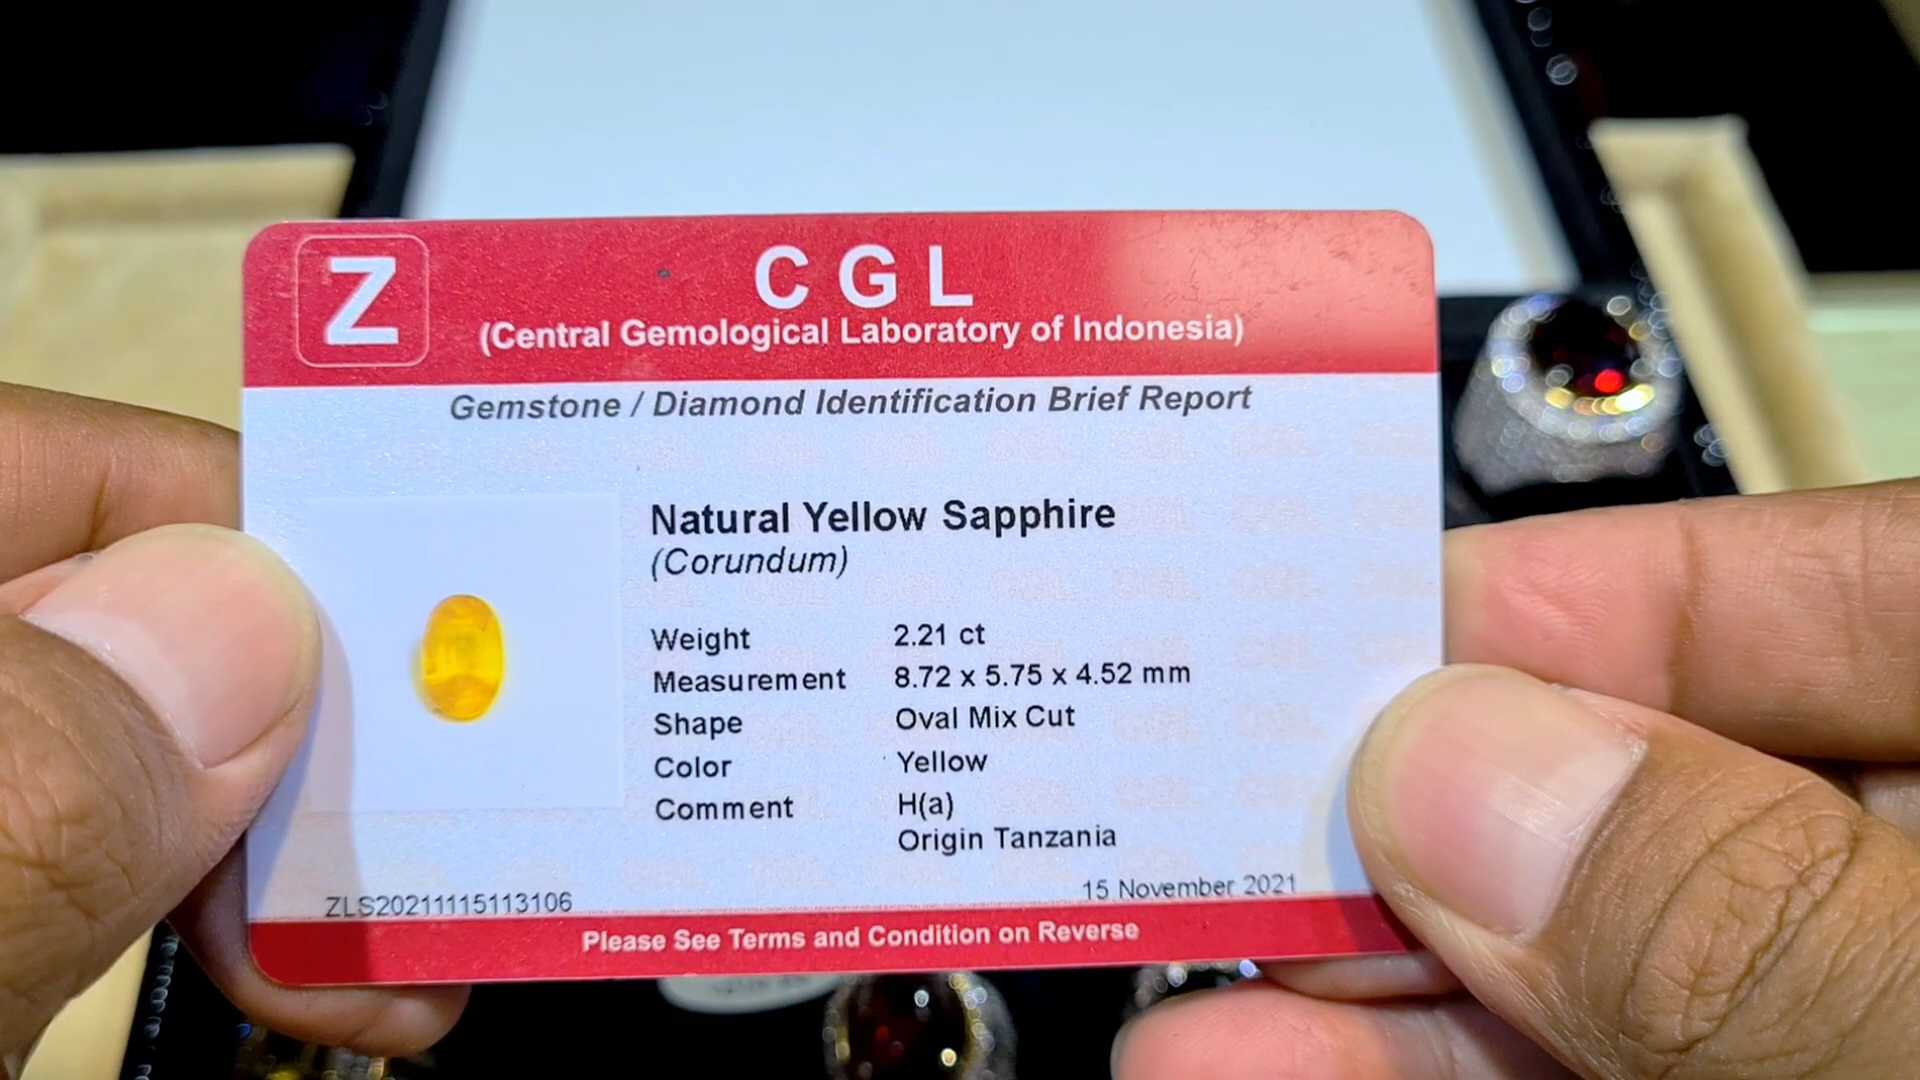 Z
CGL
(Central Gemological Laboratory of Indonesia)
Gemstone / Diamond Identification Brief Report
Natural Yellow Sapphire
(Corundum)
Weight 2.21 ct
Measurement 8.72 x 5.75 x 4.52 mm
Shape Oval Mix Cut
Color Yellow
Comment H(a)
Origin Tanzania
ZLS20211115113106 15 November 2021
Please See Terms and Condition on Reverse